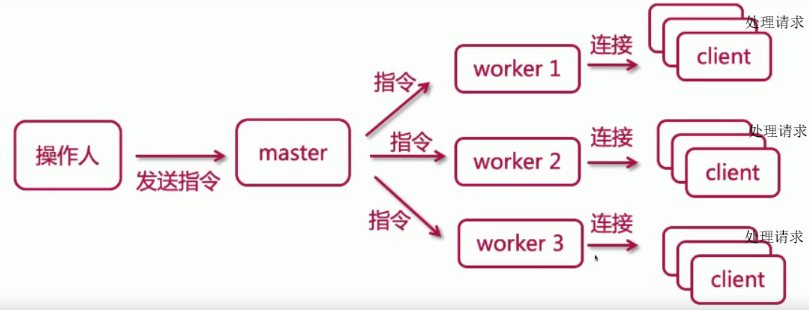 操作人
发送指令
master
指令
指令
指令
worker 1
连接
处理请求
client
worker 2
连接
处理请求
client
worker 3
连接
处理请求
client